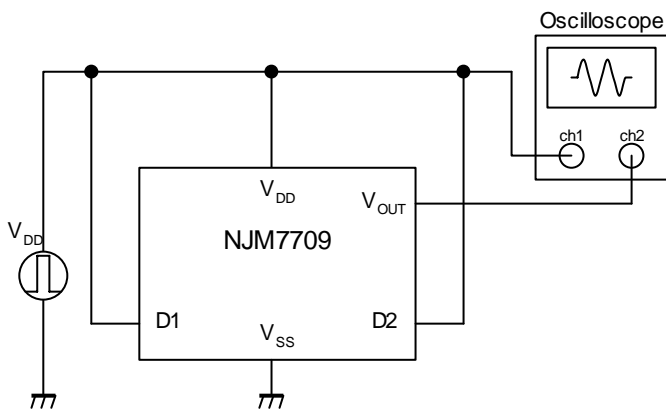 Oscilloscope
ch1 ch2
VDD
VOUT
NJM7709
VDD
D1
D2
VSS